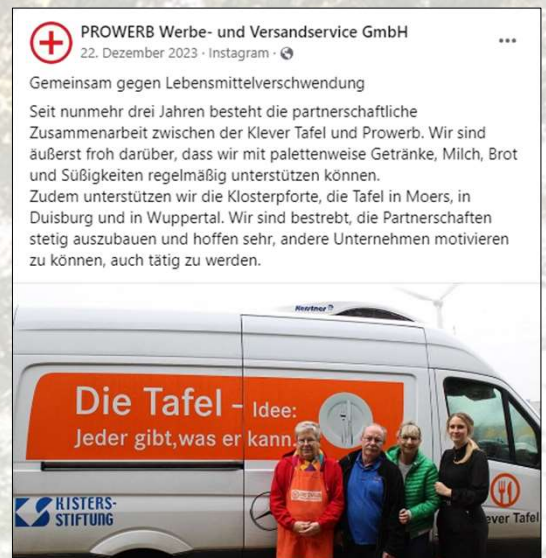 PROWERB Werbe- und Versandservice GmbH
22. Dezember 2023 · Instagram ·
Gemeinsam gegen Lebensmittelverschwendung
Seit nunmehr drei Jahren besteht die partnerschaftliche
Zusammenarbeit zwischen der Klever Tafel und Prowerb. Wir sind
äußerst froh darüber, dass wir mit palettenweise Getränke, Milch, Brot
und Süßigkeiten regelmäßig unterstützen können.
Zudem unterstützen wir die Klosterpforte, die Tafel in Moers, in
Duisburg und in Wuppertal. Wir sind bestrebt, die Partnerschaften
stetig auszubauen und hoffen sehr, andere Unternehmen motivieren
zu können, auch tätig zu werden.
Kerstner
Die Tafel - Idee:
Jeder gibt,was er kann.
KISTERS-
STIFTUNG
ever Tafel